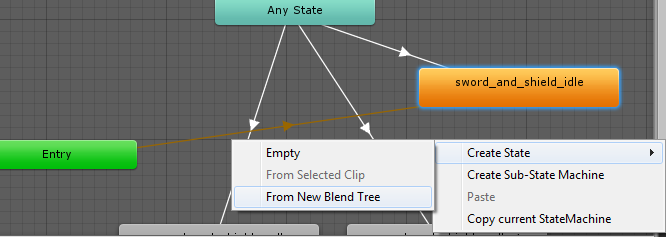 Any State
sword_and_shield_idle
Entry
Empty
From Selected Clip
From New Blend Tree
Create State
Create Sub-State Machine
Paste
Copy current StateMachine